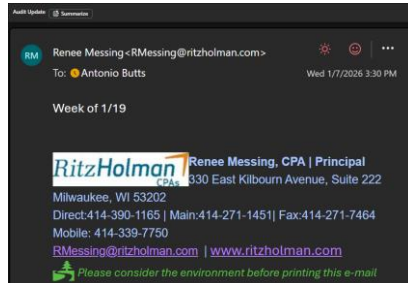 Audit Update Summarize
RM
Renee Messing<RMessing@ritzholman.com>
To: Antonio Butts
Wed 1/7/2026 3:30 PM
Week of 1/19
RitzHolman
CPAs
Renee Messing, CPA | Principal
330 East Kilbourn Avenue, Suite 222
Milwaukee, WI 53202
Direct:414-390-1165 | Main:414-271-1451| Fax:414-271-7464
Mobile: 414-339-7750
RMessing@ritzholman.com | www.ritzholman.com
Please consider the environment before printing this e-mail